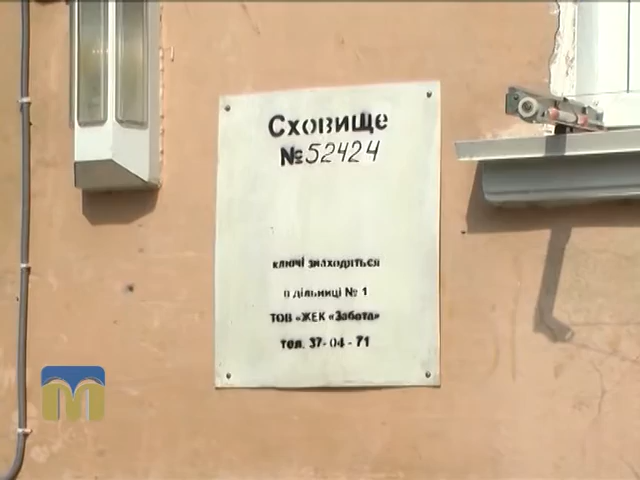 Сховище
№52424
ключі знаходяться
в дільниці № 1
ТОВ «ЖЕК «Забота»
тел. 37-04-71
М